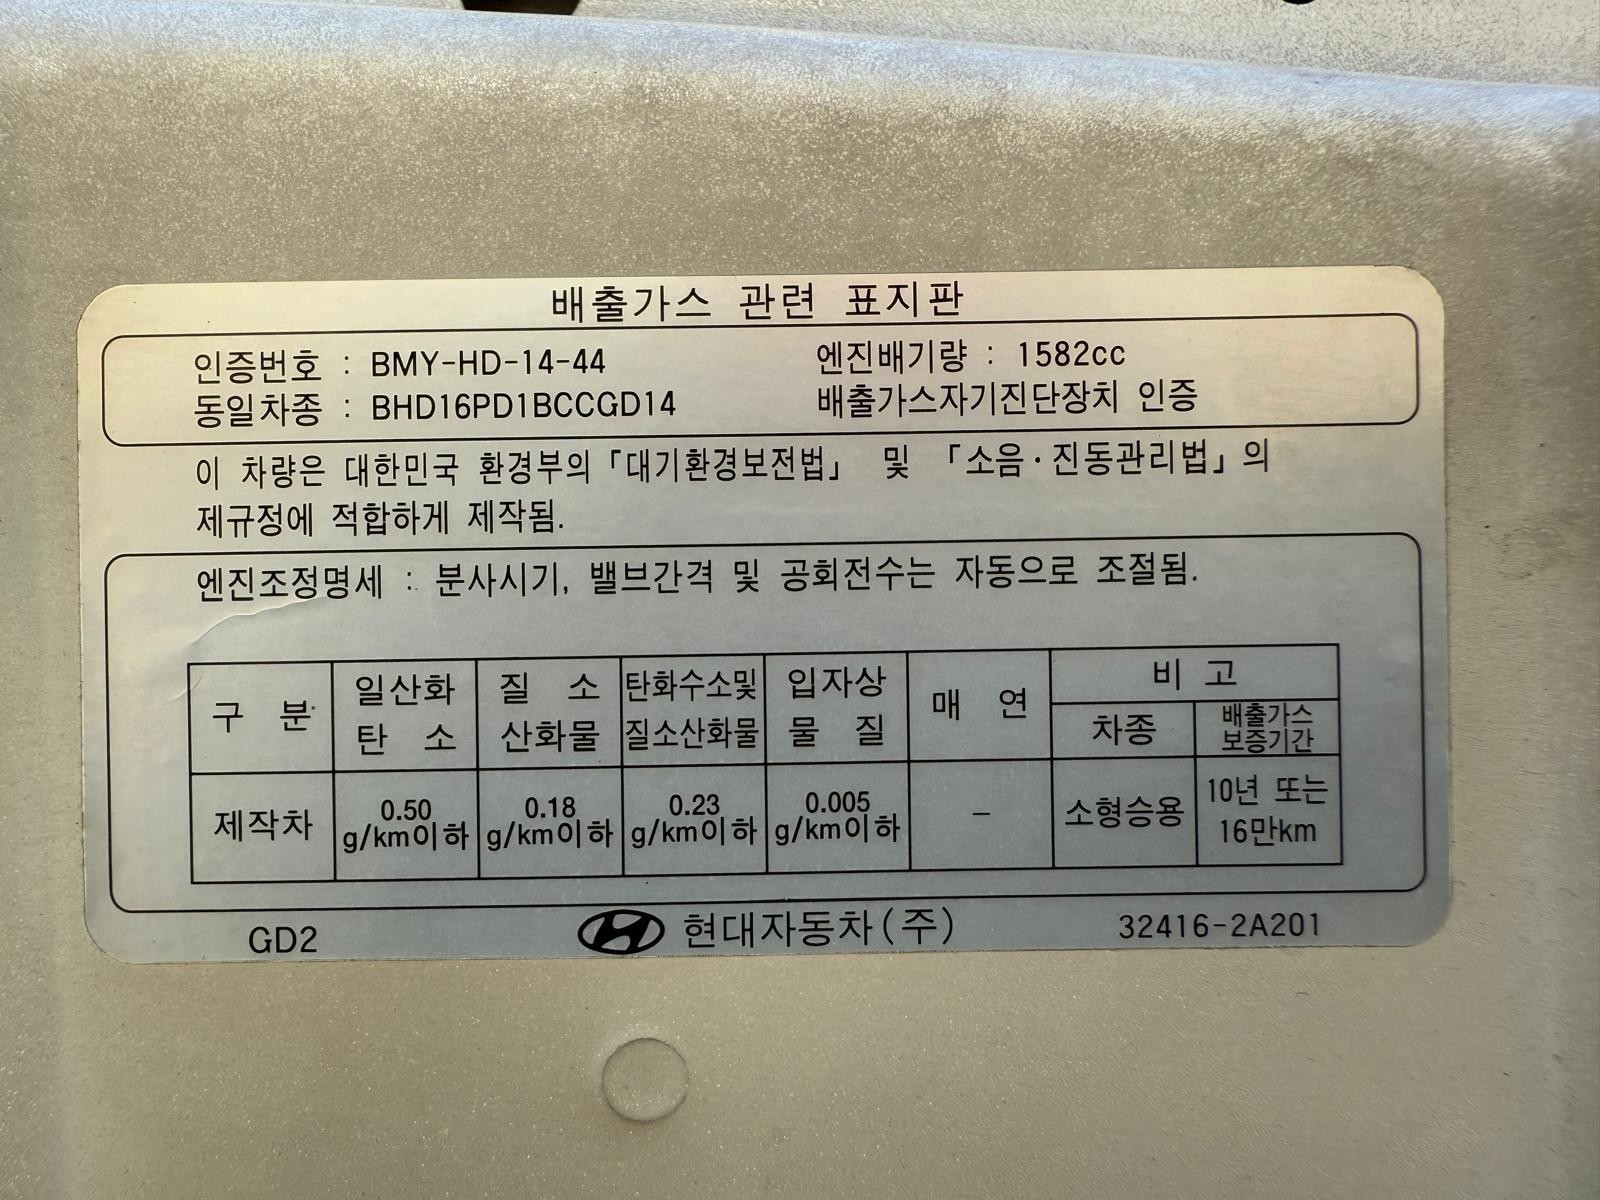 배출가스 관련 표지판
인증번호 : BMY-HD-14-44 엔진배기량 : 1582cc
동일차종 : BHD16PD1BCCGD14 배출가스자기진단장치 인증
이 차량은 대한민국 환경부의 「대기환경보전법」 및 「소음·진동관리법」의
제규정에 적합하게 제작됨.
엔진조정명세 : 분사시기, 밸브간격 및 공회전수는 자동으로 조절됨.
구 분 일산화탄소 질소산화물 탄화수소및질소산화물 입자상물질 매연 비고
차종 배출가스보증기간
제작차 0.50 g/km이하 0.18 g/km이하 0.23 g/km이하 0.005 g/km이하 - 소형승용 10년 또는 16만km
GD2 현대자동차(주) 32416-2A201